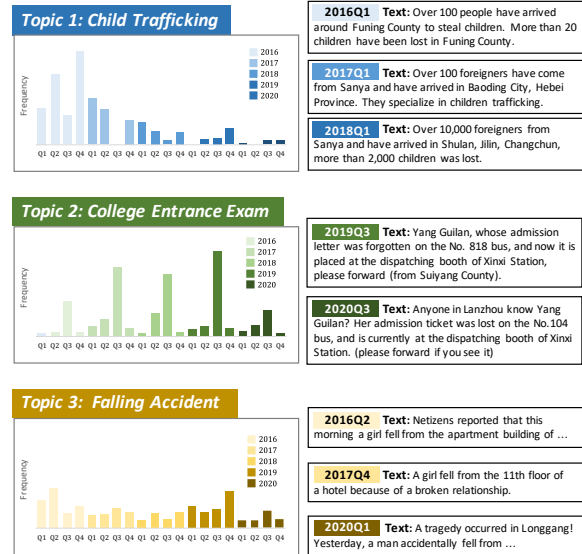 Topic 1: Child Trafficking
Frequency
2016
2017
2018
2019
2020
Q1 Q2 Q3 Q4 Q1 Q2 Q3 Q4 Q1 Q2 Q3 Q4 Q1 Q2 Q3 Q4 Q1 Q2 Q3 Q4
2016Q1 Text: Over 100 people have arrived
around Funing County to steal children. More than 20
children have been lost in Funing County.
2017Q1 Text: Over 100 foreigners have come
from Sanya and have arrived in Baoding City, Hebei
Province. They specialize in children trafficking.
2018Q1 Text: Over 10,000 foreigners from
Sanya and have arrived in Shulan, Jilin, Changchun,
more than 2,000 children was lost.
Topic 2: College Entrance Exam
Frequency
2016
2017
2018
2019
2020
Q1 Q2 Q3 Q4 Q1 Q2 Q3 Q4 Q1 Q2 Q3 Q4 Q1 Q2 Q3 Q4 Q1 Q2 Q3 Q4
2019Q3 Text: Yang Guilan, whose admission
letter was forgotten on the No. 818 bus, and now it is
placed at the dispatching booth of Xinxi Station,
please forward (from Suiyang County).
2020Q3 Text: Anyone in Lanzhou know Yang
Guilan? Her admission ticket was lost on the No.104
bus, and is currently at the dispatching booth of Xinxi
Station. (please forward if you see it)
Topic 3: Falling Accident
Frequency
2016
2017
2018
2019
2020
Q1 Q2 Q3 Q4 Q1 Q2 Q3 Q4 Q1 Q2 Q3 Q4 Q1 Q2 Q3 Q4 Q1 Q2 Q3 Q4
2016Q2 Text: Netizens reported that this
morning a girl fell from the apartment building of ...
2017Q4 Text: A girl fell from the 11th floor of
a hotel because of a broken relationship.
2020Q1 Text: A tragedy occurred in Longgang!
Yesterday, a man accidentally fell from ...